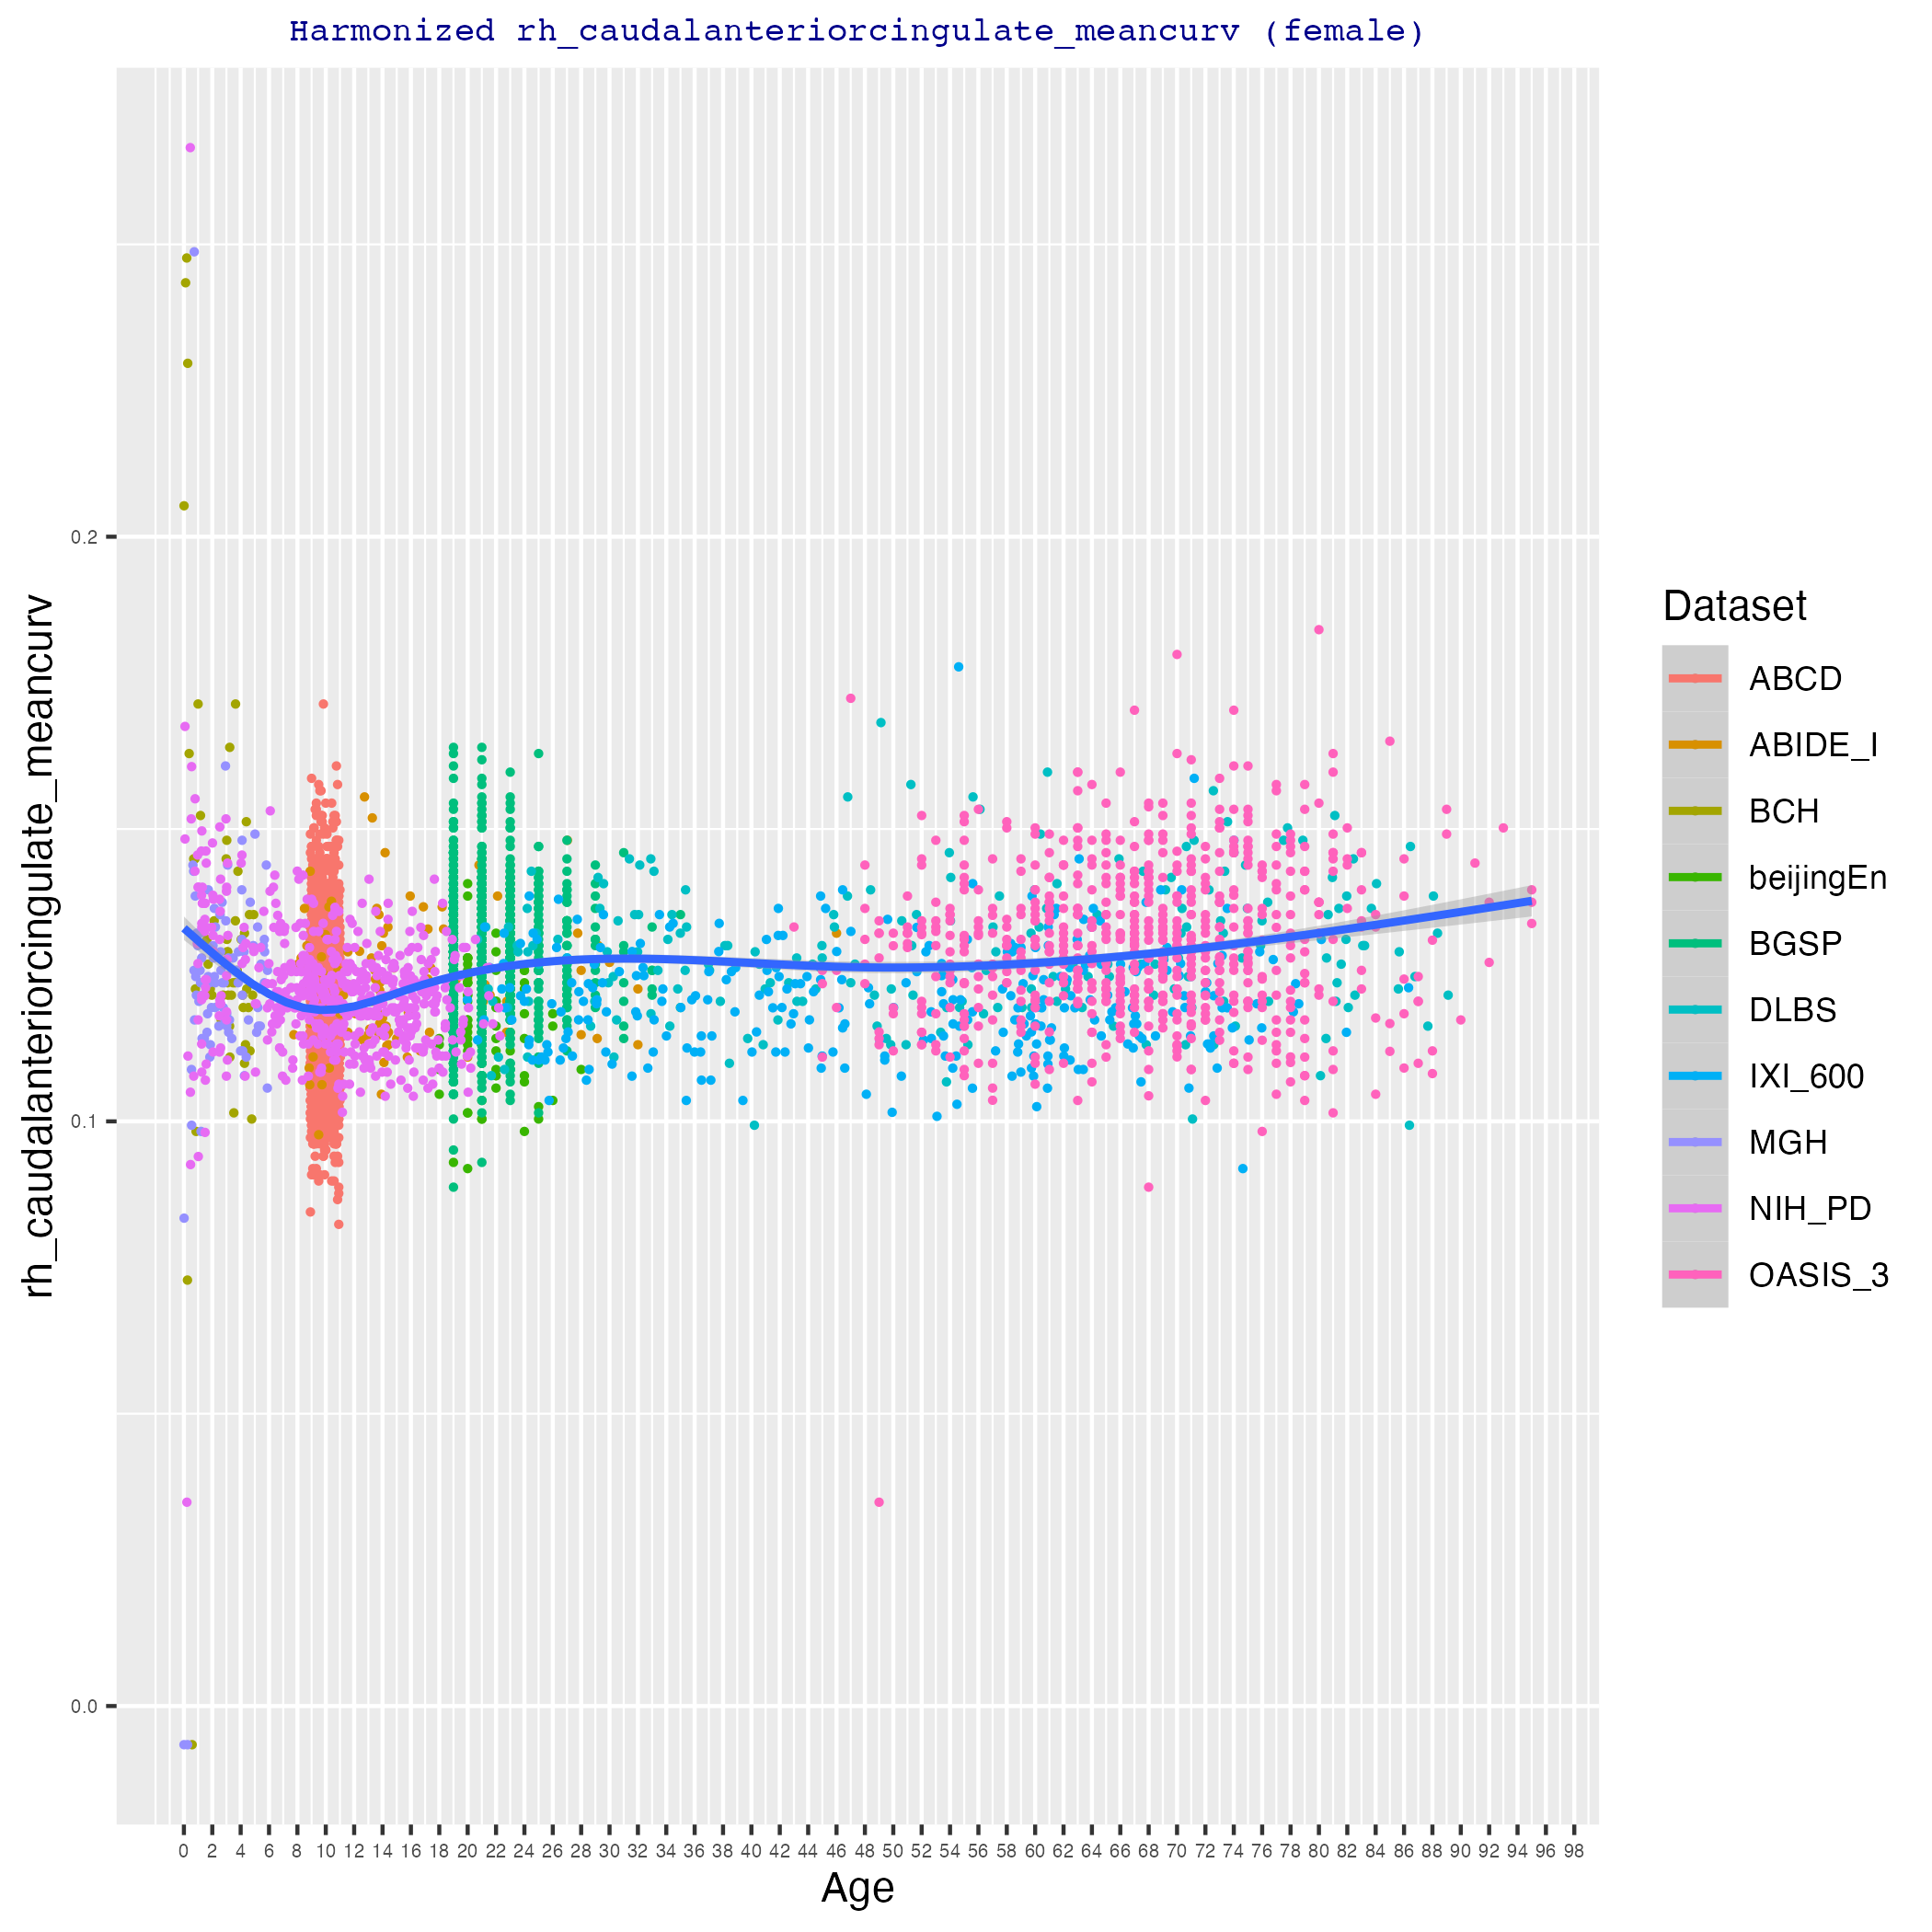 Harmonized rh_caudalanteriorcingulate_meancurv (female)
rh_caudalanteriorcingulate_meancurv
0.2
0.1
0.0
0 2 4 6 8 10 12 14 16 18 20 22 24 26 28 30 32 34 36 38 40 42 44 46 48 50 52 54 56 58 60 62 64 66 68 70 72 74 76 78 80 82 84 86 88 90 92 94 96 98
Age
Dataset
ABCD
ABIDE_I
BCH
beijingEn
BGSP
DLBS
IXI_600
MGH
NIH_PD
OASIS_3